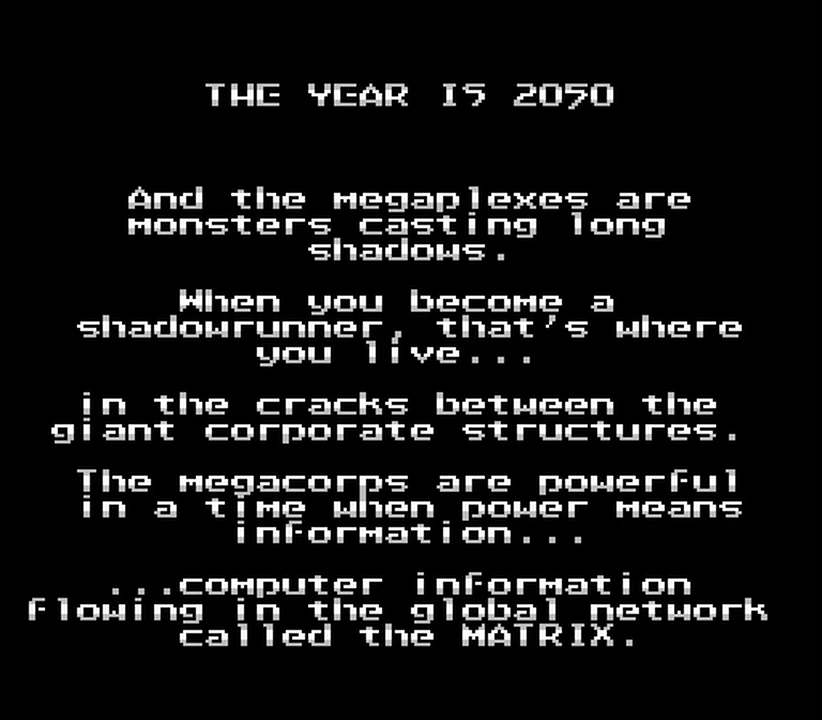 THE YEAR IS 2050
And the megaplexes are
monsters casting long
shadows.
When you become a
shadowrunner, that's where
you live...
in the cracks between the
giant corporate structures.
The megacorps are powerful
in a time when power means
information...
...computer information
flowing in the global network
called the MATRIX.